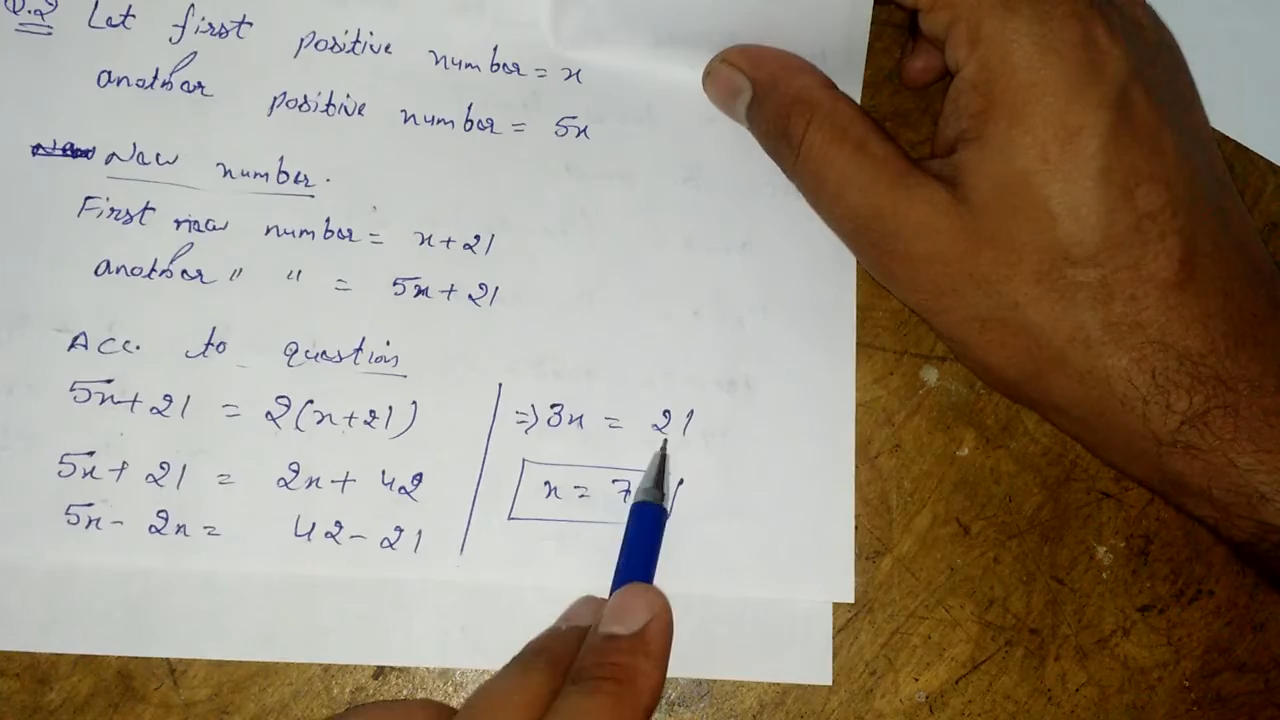 Q.2 Let first positive number = x
another positive number = 5x
New number.
First new number = x + 21
another " " = 5x + 21
Acc. to question
5x + 21 = 2(x + 21)
5x + 21 = 2x + 42
5x - 2x = 42 - 21
⇒ 3x = 21
x = 7